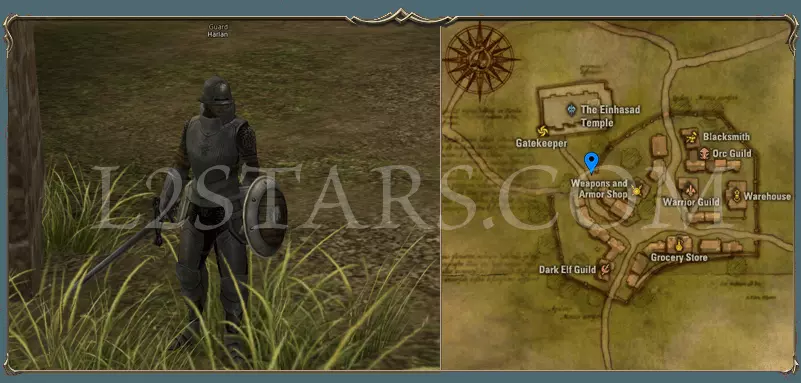 Guard
Harlan
L2STARS.COM
The Einhasad
Temple
Gatekeeper
Blacksmith
Orc Guild
Weapons and
Armor Shop
Warrior Guild
Warehouse
Grocery Store
Dark Elf Guild